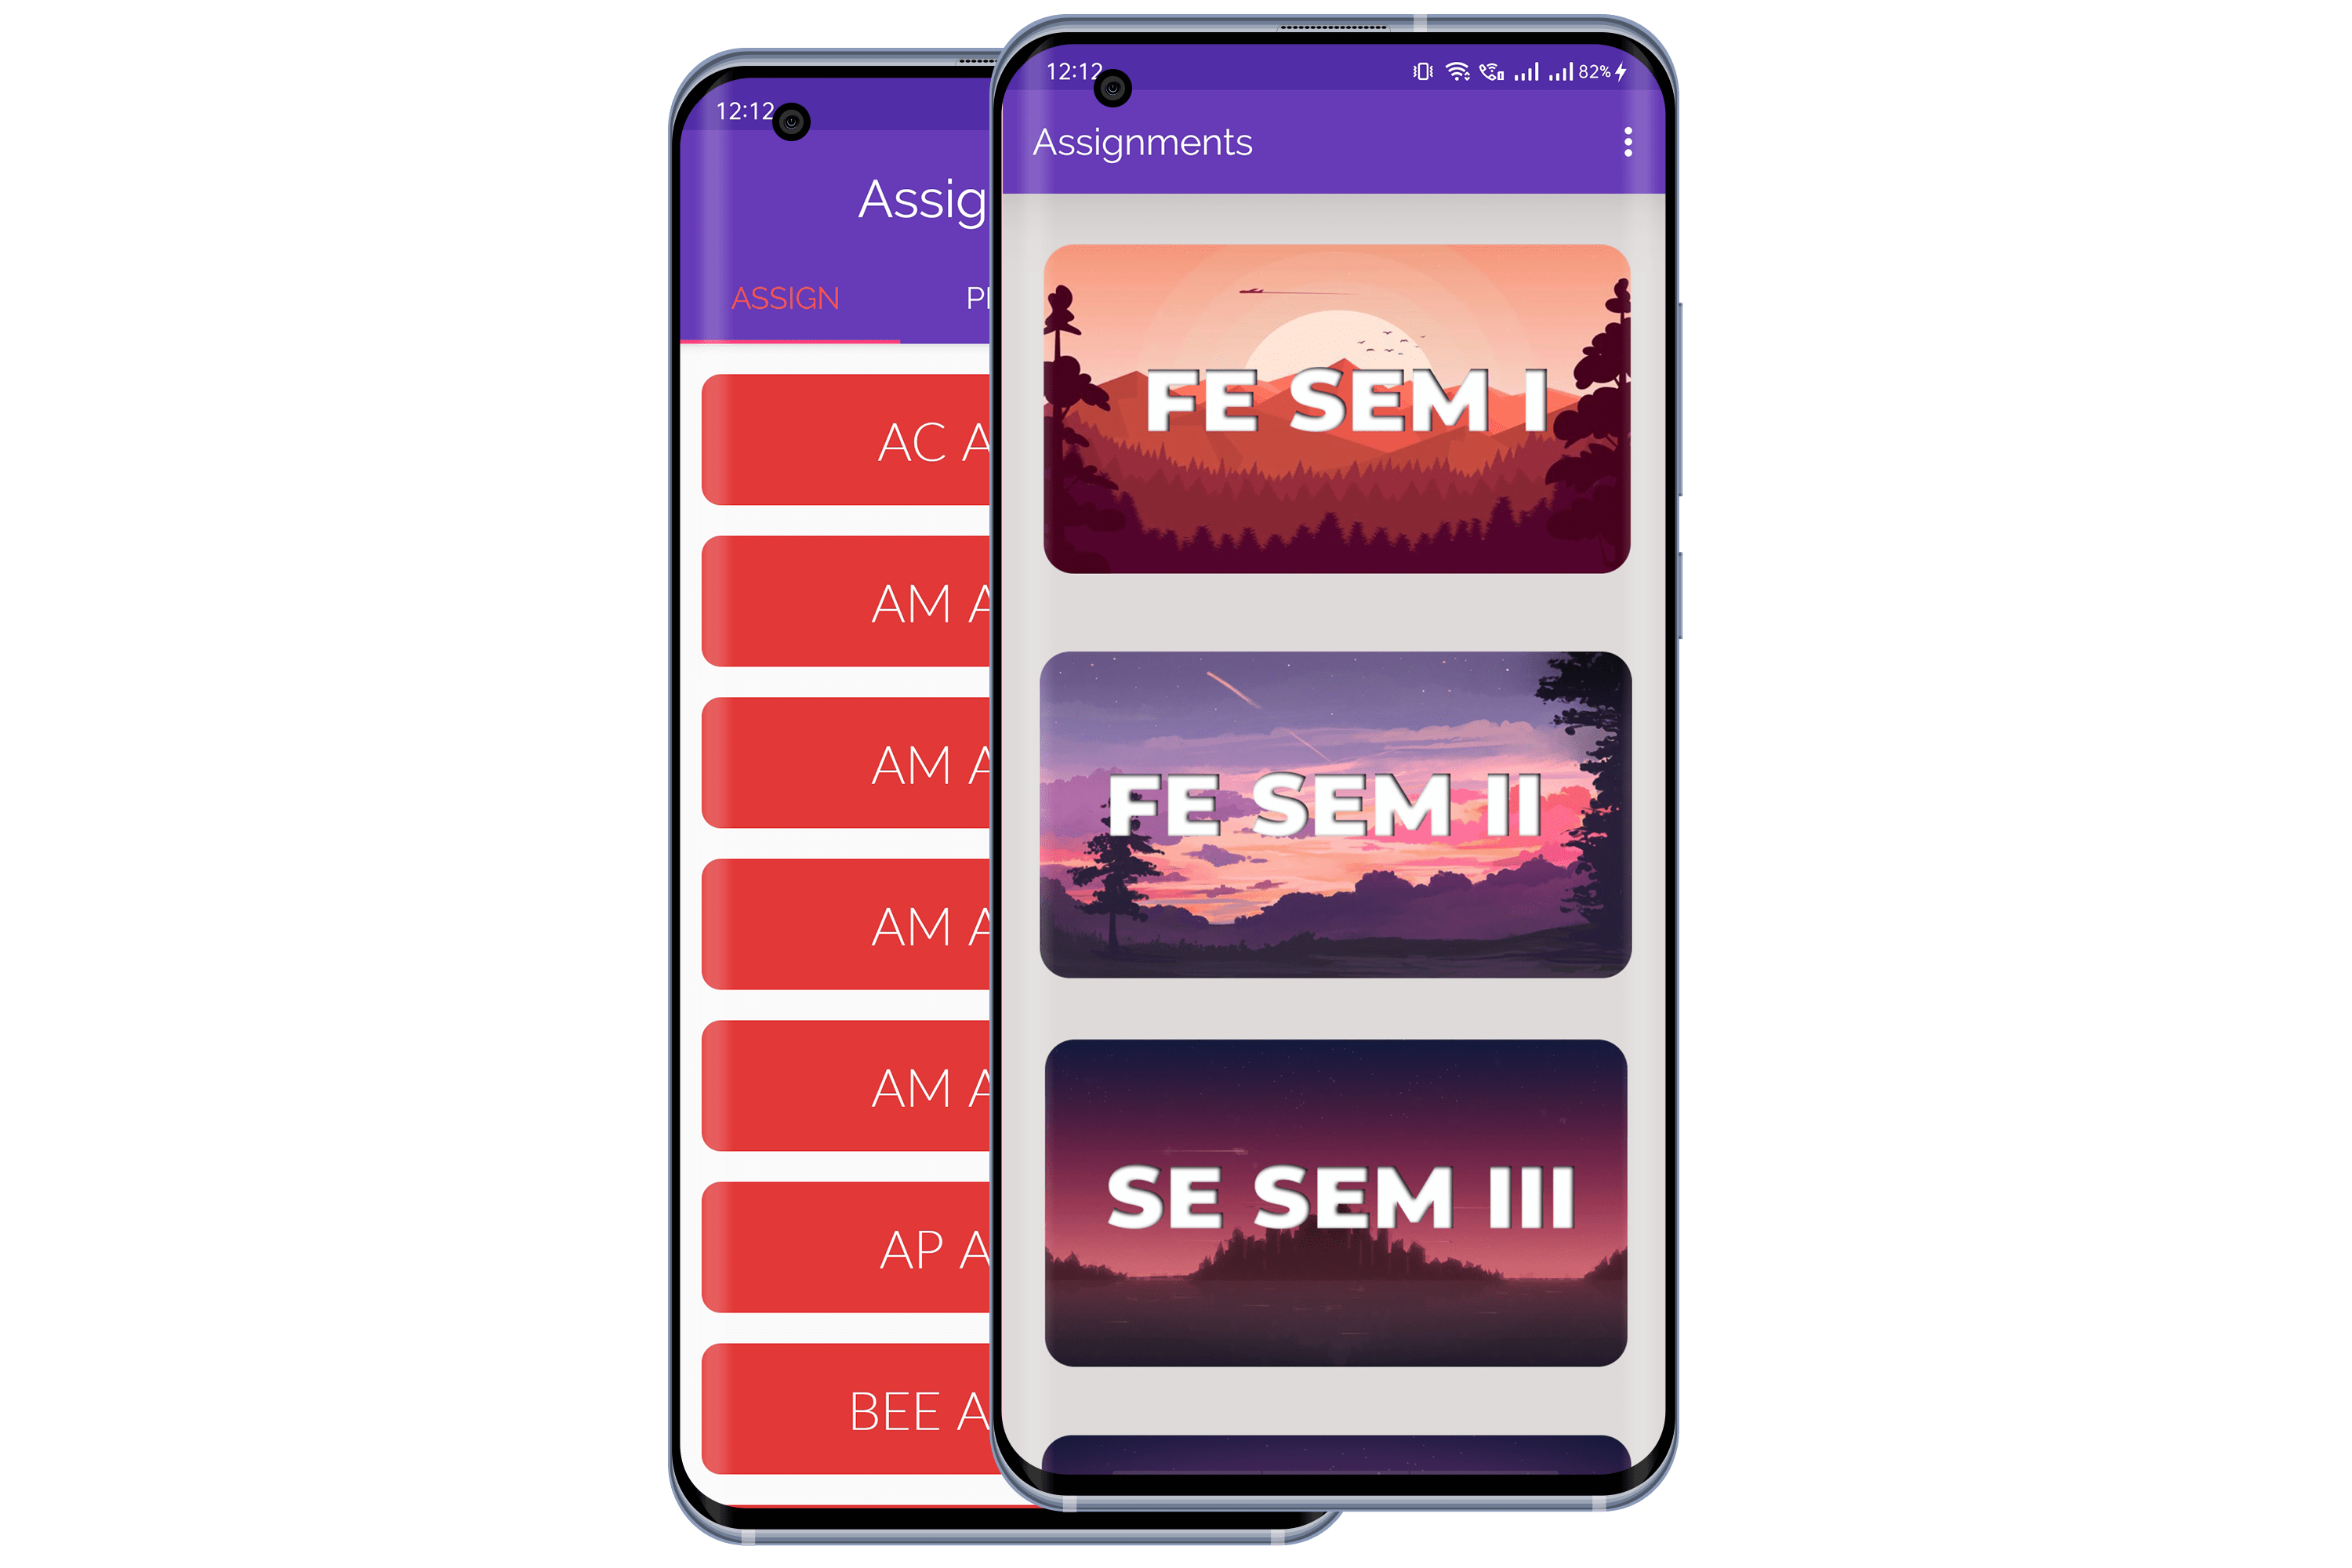 12:12
Assig
ASSIGN
AC A
AM A
AM A
AM A
AM A
AP A
BEE A
12:12 82%
Assignments
FE SEM I
FE SEM II
SE SEM III